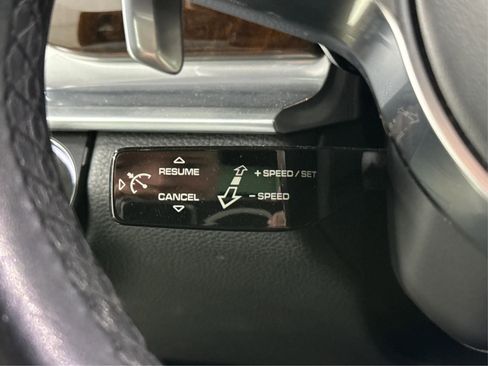 RESUME
+ SPEED / SET
CANCEL
− SPEED